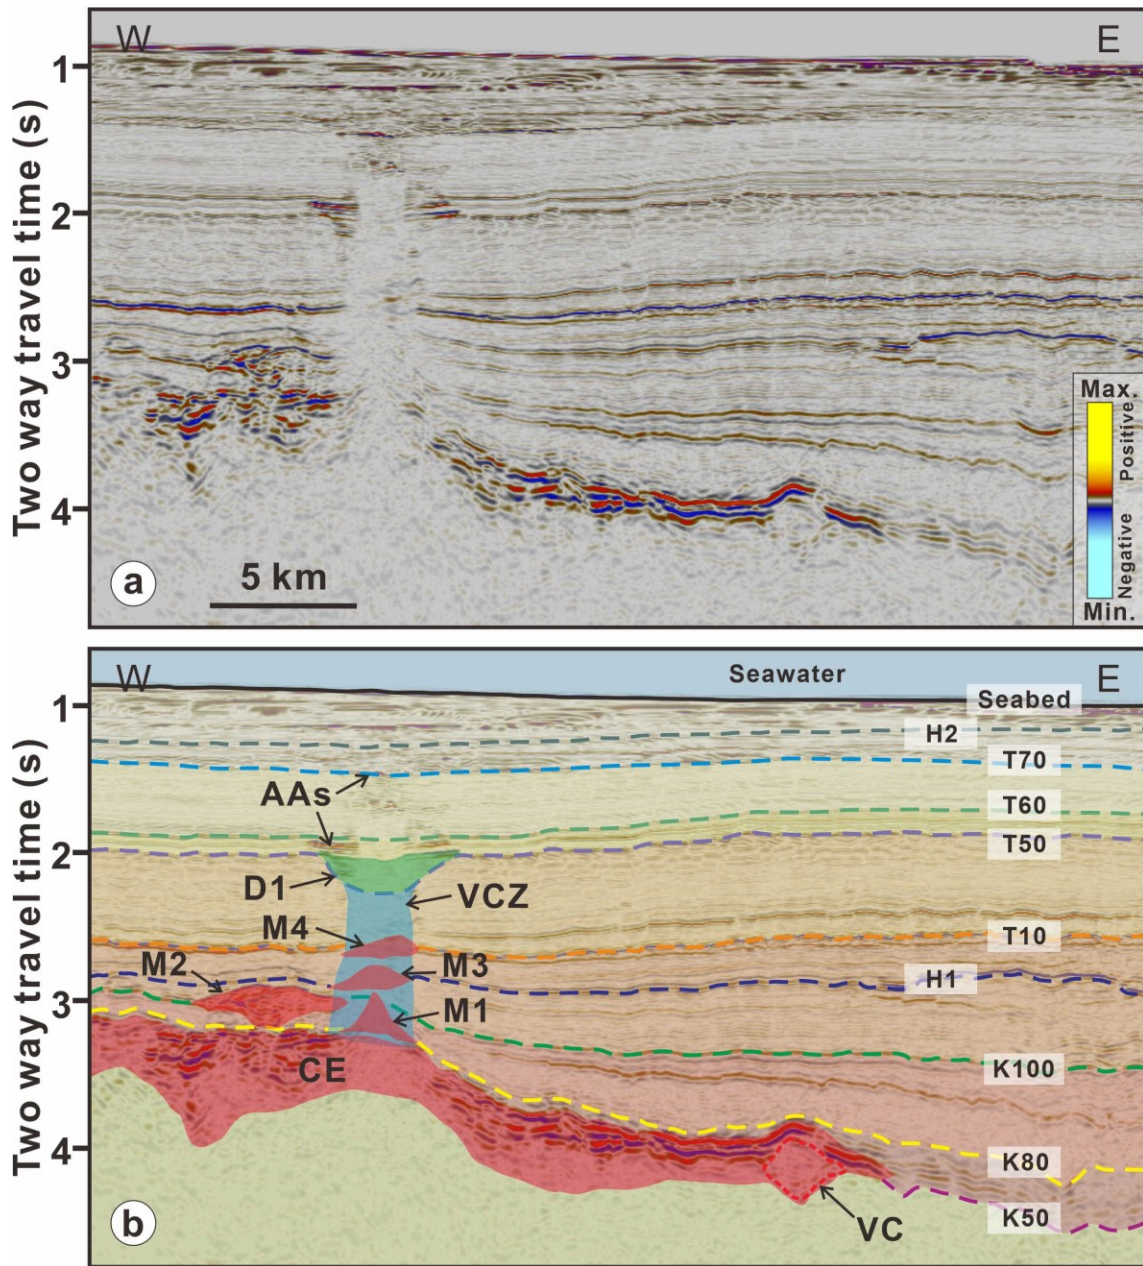 W
E
Two way travel time (s)
1
2
3
4
Max.
Positive
Negative
Min.
5 km
a
W
E
Seawater
Seabed
Two way travel time (s)
1
2
3
4
H2
T70
AAs
T60
T50
D1
VCZ
M4
T10
M2
M3
H1
M1
CE
K100
K80
VC
K50
b